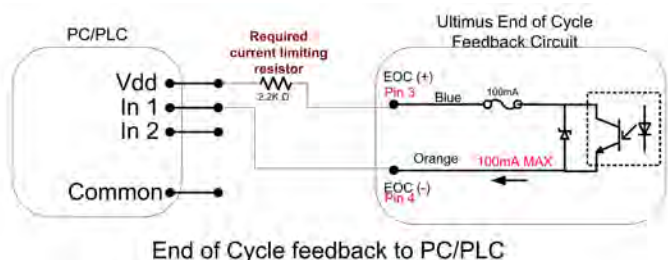 Ultimus End of Cycle
Feedback Circuit
PC/PLC
Required
current limiting
resistor
Vdd
2.2K Ω
In 1
In 2
Common
EOC (+)
Pin 3
Blue
100mA
Orange
100mA MAX
EOC (-)
Pin 4
End of Cycle feedback to PC/PLC